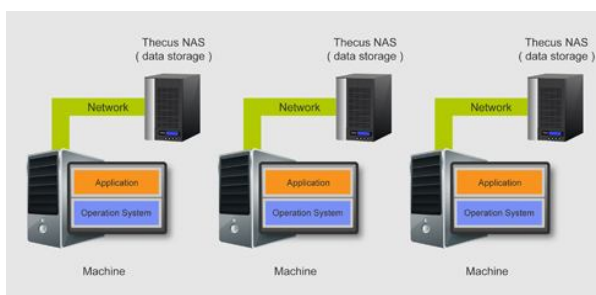 Thecus NAS
( data storage )
Thecus NAS
( data storage )
Thecus NAS
( data storage )
Network
Network
Network
Application
Operation System
Application
Operation System
Application
Operation System
Machine
Machine
Machine